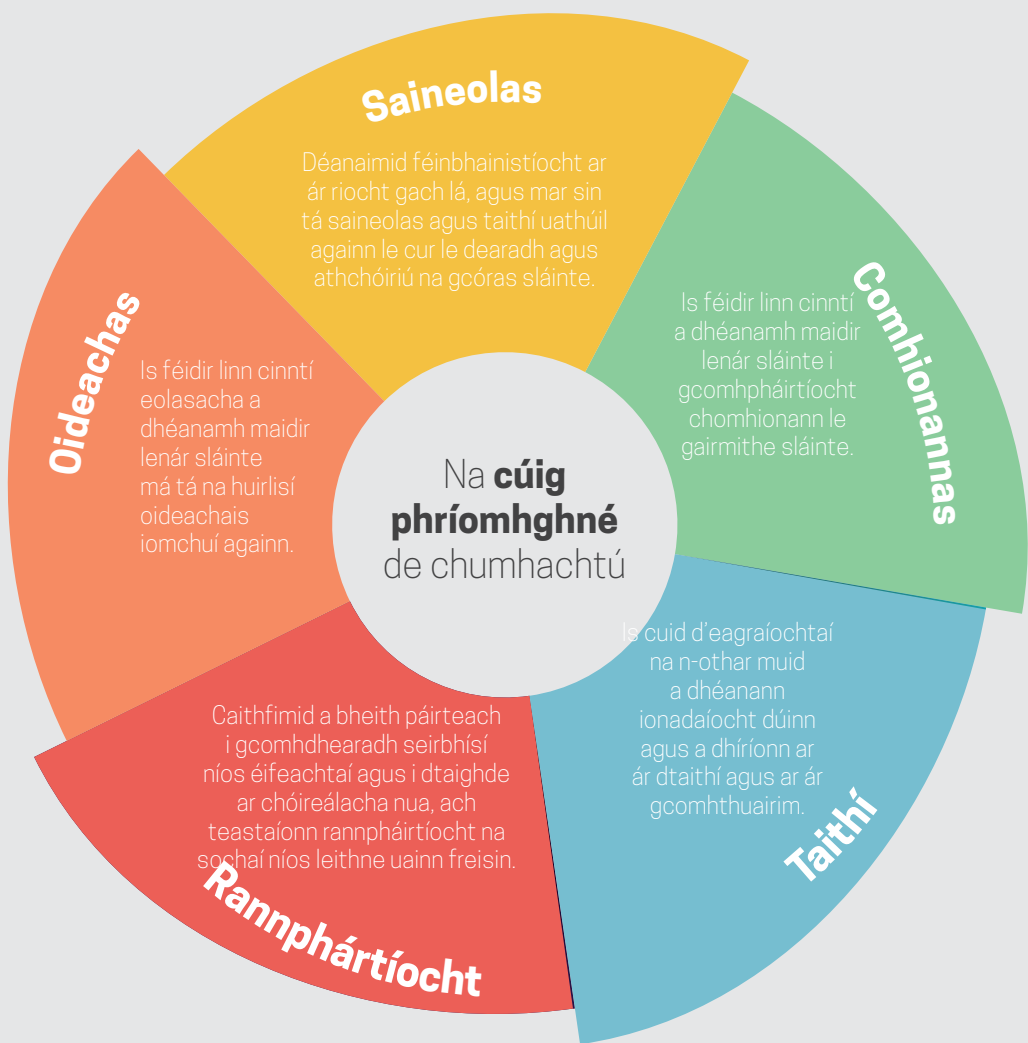 Saineolas
Déanaimid féinbhainistíocht ar
ár riocht gach lá, agus mar sin
tá saineolas agus taithí uathúil
againn le cur le dearadh agus
athchóiriú na gcóras sláinte.
Comhionannas
Is féidir linn cinntí
a dhéanamh maidir
lenár sláinte i
gcomhpháirtíocht
chomhionann le
gairmithe sláinte.
Taithí
Is cuid d'eagraíochtaí
na n-othar muid
a dhéanann
ionadaíocht dúinn
agus a dhíríonn ar
ár dtaithí agus ar ár
gcomhthuairim.
Rannphártíocht
Caithfimid a bheith páirteach
i gcomhdhearadh seirbhísí
níos éifeachtaí agus i dtaighde
ar chóireálacha nua, ach
teastaíonn rannpháirtíocht na
sochaí níos leithne uainn freisin.
Oideachas
Is féidir linn cinntí
eolasacha a
dhéanamh maidir
lenár sláinte
má tá na huirlisí
oideachais
iomchuí againn.
Na cúig
phríomhghné
de chumhachtú